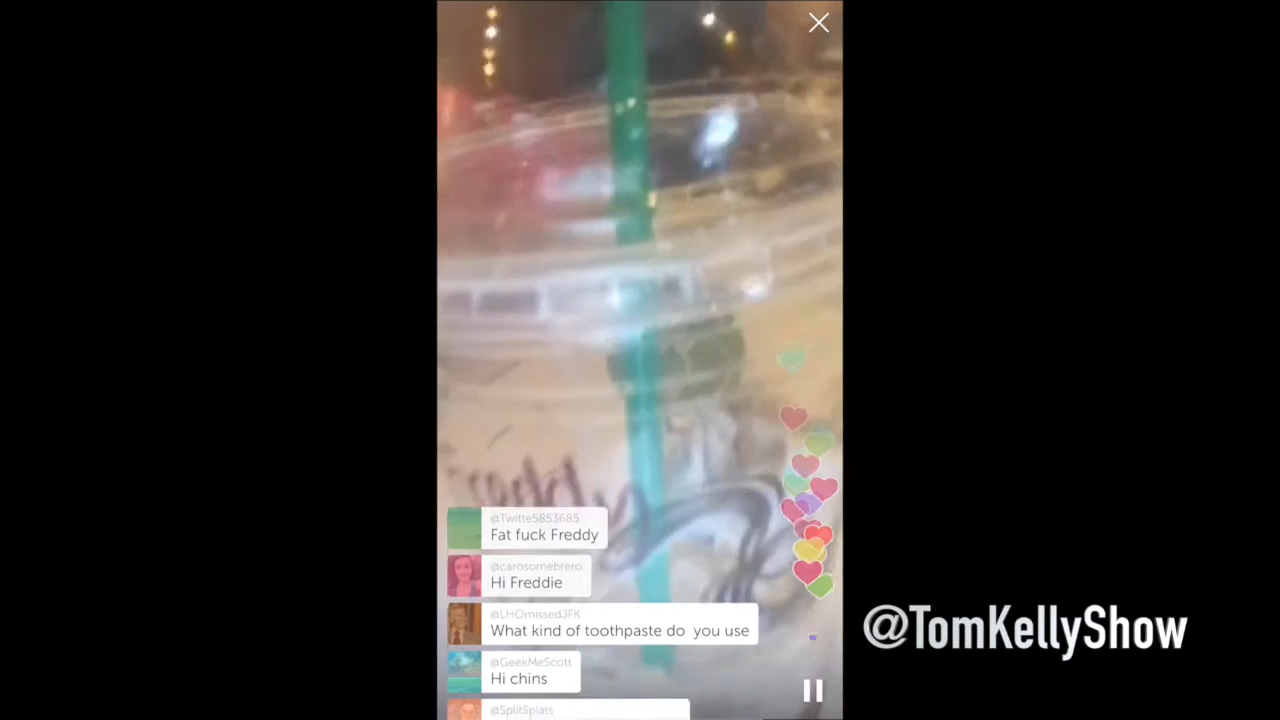 Freddy
@Twitte5853685
Fat fuck Freddy
@carosomebrero
Hi Freddie
@LHOmissedJFK
What kind of toothpaste do you use
@GeekMeScott
Hi chins
@SplitSplats
@TomKellyShow